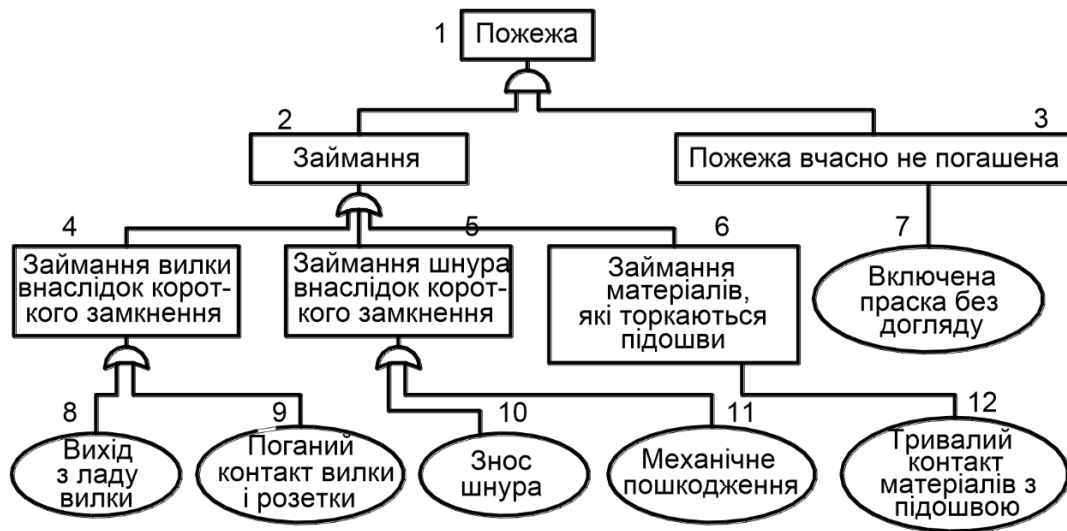 1
Пожежа
2
Займання
3
Пожежа вчасно не погашена
4
Займання вилки
внаслідок корот-
кого замкнення
5
Займання шнура
внаслідок корот-
кого замкнення
6
Займання
матеріалів,
які торкаються
підошви
7
Включена
праска без
догляду
8
Вихід
з ладу
вилки
9
Поганий
контакт вилки
і розетки
10
Знос
шнура
11
Механічне
пошкодження
12
Тривалий
контакт
матеріалів з
підошвою